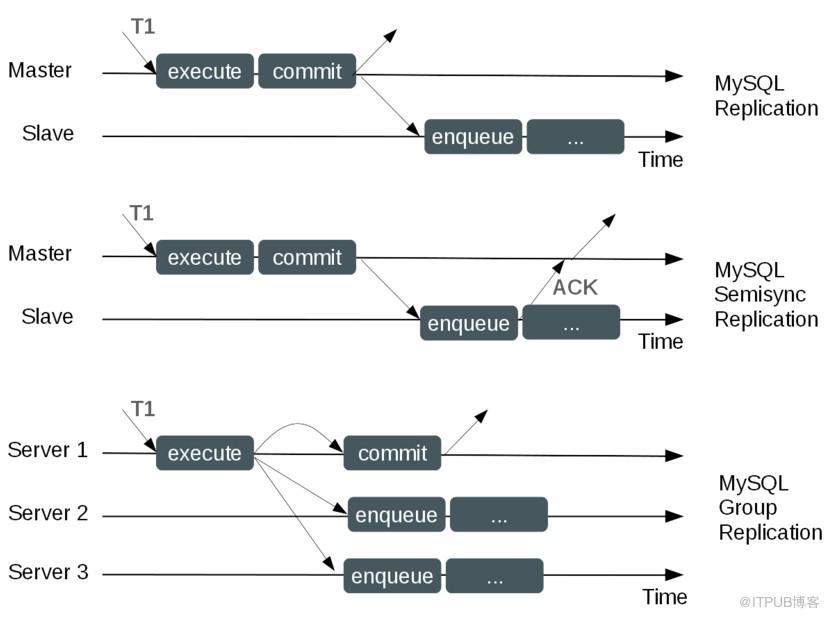 T1
Master
execute
commit
MySQL
Replication
Slave
enqueue
...
Time
T1
Master
execute
commit
MySQL
Semisync
Replication
ACK
Slave
enqueue
...
Time
T1
Server 1
execute
commit
MySQL
Group
Replication
Server 2
enqueue
...
Server 3
enqueue
...
Time
@ITPUB博客